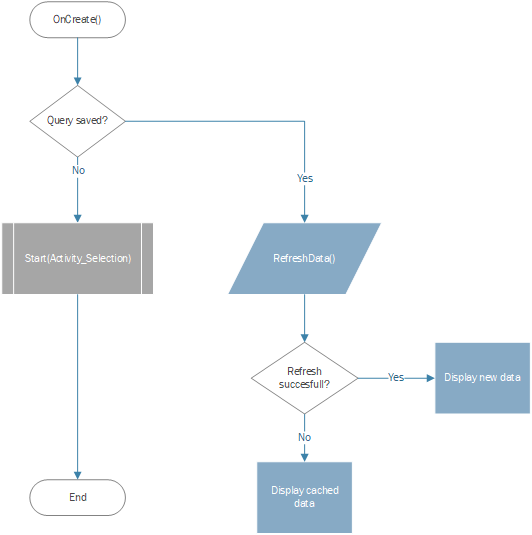 OnCreate()
Query saved?
No
Yes
Start(Activity_Selection)
RefreshData()
Refresh
succesfull?
Yes
Display new data
No
Display cached
data
End